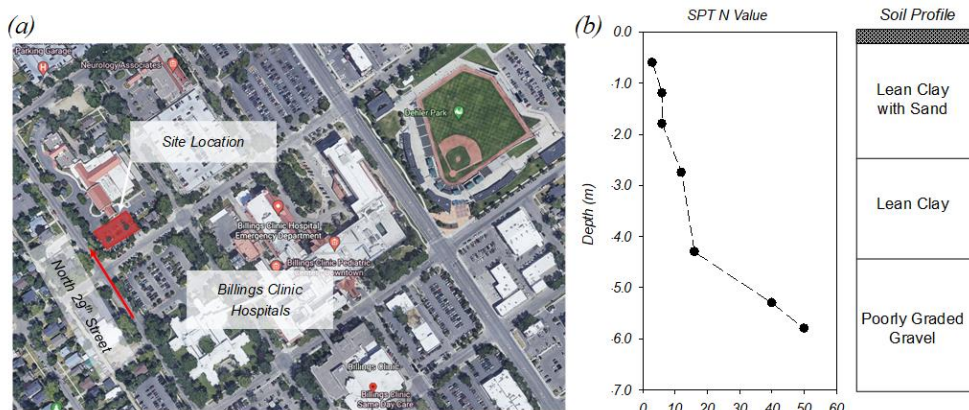 (a)
Parking Garage
Neurology Associates
Site Location
Dehler Park
Billings Clinic Hospital
Emergency Department
Billings Clinic Pediatric
Billings Clinic
Hospitals
North 29th Street
Billings Clinic
Billings Clinic
Same Day Care
(b)
SPT N Value
0.0
-1.0
-2.0
-3.0
-4.0
-5.0
-6.0
-7.0
Depth (m)
0 10 20 30 40 50 60
Soil Profile
Lean Clay
with Sand
Lean Clay
Poorly Graded
Gravel